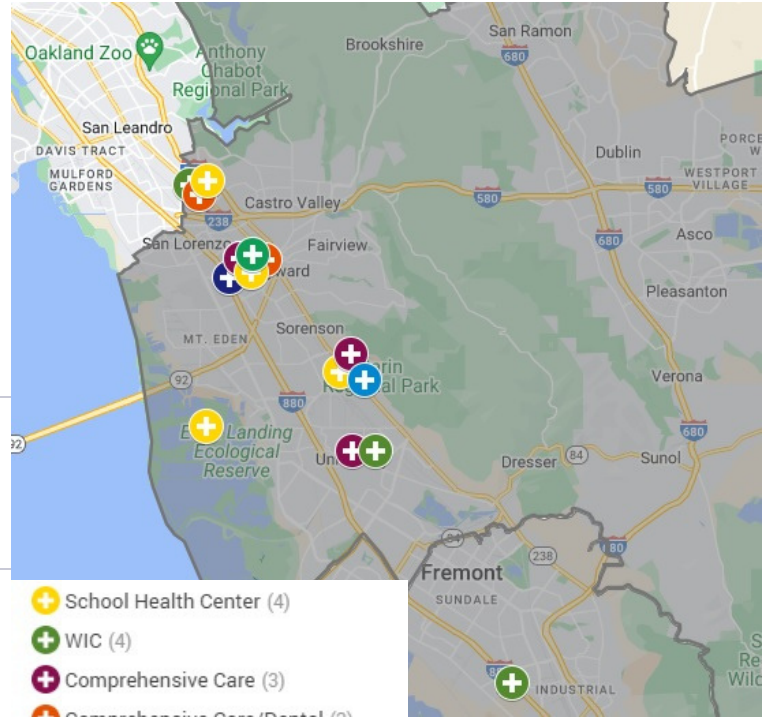 San Ramon
Brookshire
680
Oakland Zoo
Anthony
Chabot
Regional Park
San Leandro
DAVIS TRACT
MULFORD
GARDENS
Dublin
WESTPORT
VILLAGE
580
580
Castro Valley
238
680
Asco
San Lorenzo
Fairview
Pleasanton
Sorenson
MT. EDEN
Regional Park
Verona
92
880
680
92
Landing
Ecological
Reserve
Dresser
84
Sunol
84
238
Fremont
SUNDALE
INDUSTRIAL
School Health Center (4)
WIC (4)
Comprehensive Care (3)